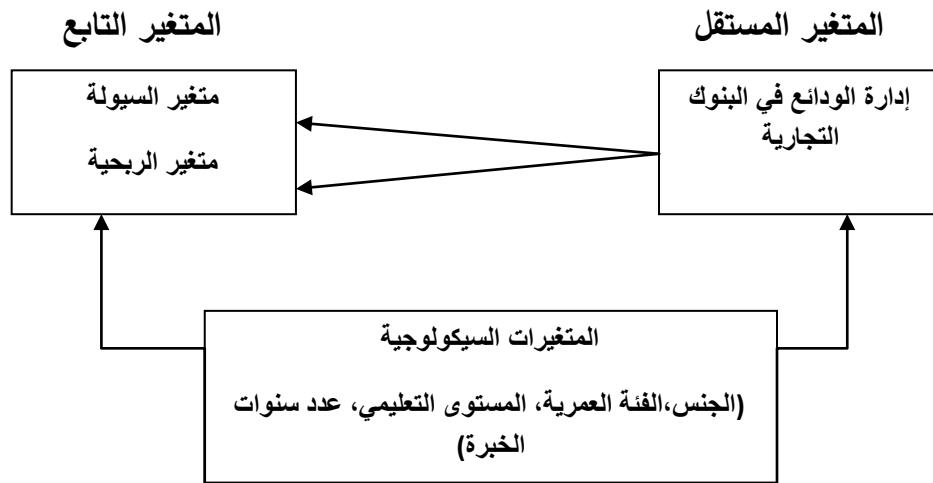 المتغير المستقل
المتغير التابع
إدارة الودائع في البنوك
التجارية
متغير السيولة
متغير الربحية
المتغيرات السيكولوجية
(الجنس،الفئة العمرية، المستوى التعليمي، عدد سنوات
الخبرة)